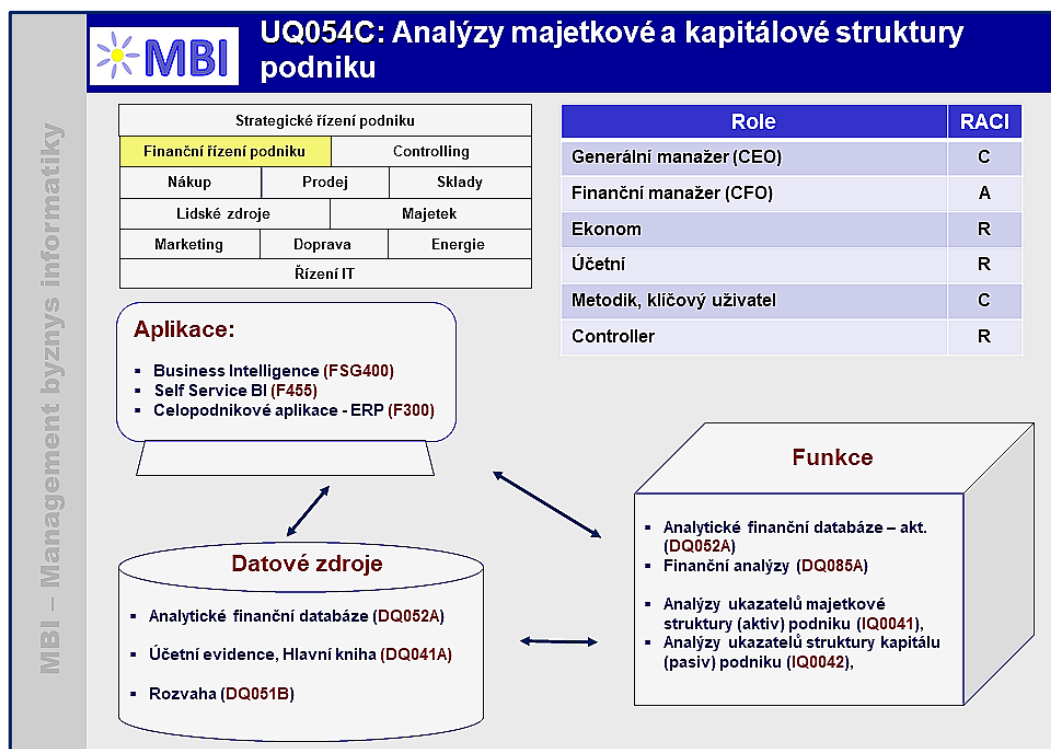 MBI
UQ054C: Analýzy majetkové a kapitálové struktury
podniku
MBI – Management byznys informatiky
Strategické řízení podniku
Finanční řízení podniku Controlling
Nákup Prodej Sklady
Lidské zdroje Majetek
Marketing Doprava Energie
Řízení IT
Role RACI
Generální manažer (CEO) C
Finanční manažer (CFO) A
Ekonom R
Účetní R
Metodik, klíčový uživatel C
Controller R
Aplikace:
▪ Business Intelligence (FSG400)
▪ Self Service BI (F455)
▪ Celopodnikové aplikace - ERP (F300)
Funkce
▪ Analytické finanční databáze – akt.
(DQ052A)
▪ Finanční analýzy (DQ085A)
▪ Analýzy ukazatelů majetkové
struktury (aktiv) podniku (IQ0041),
▪ Analýzy ukazatelů struktury kapitálu
(pasiv) podniku (IQ0042),
Datové zdroje
▪ Analytické finanční databáze (DQ052A)
▪ Účetní evidence, Hlavní kniha (DQ041A)
▪ Rozvaha (DQ051B)